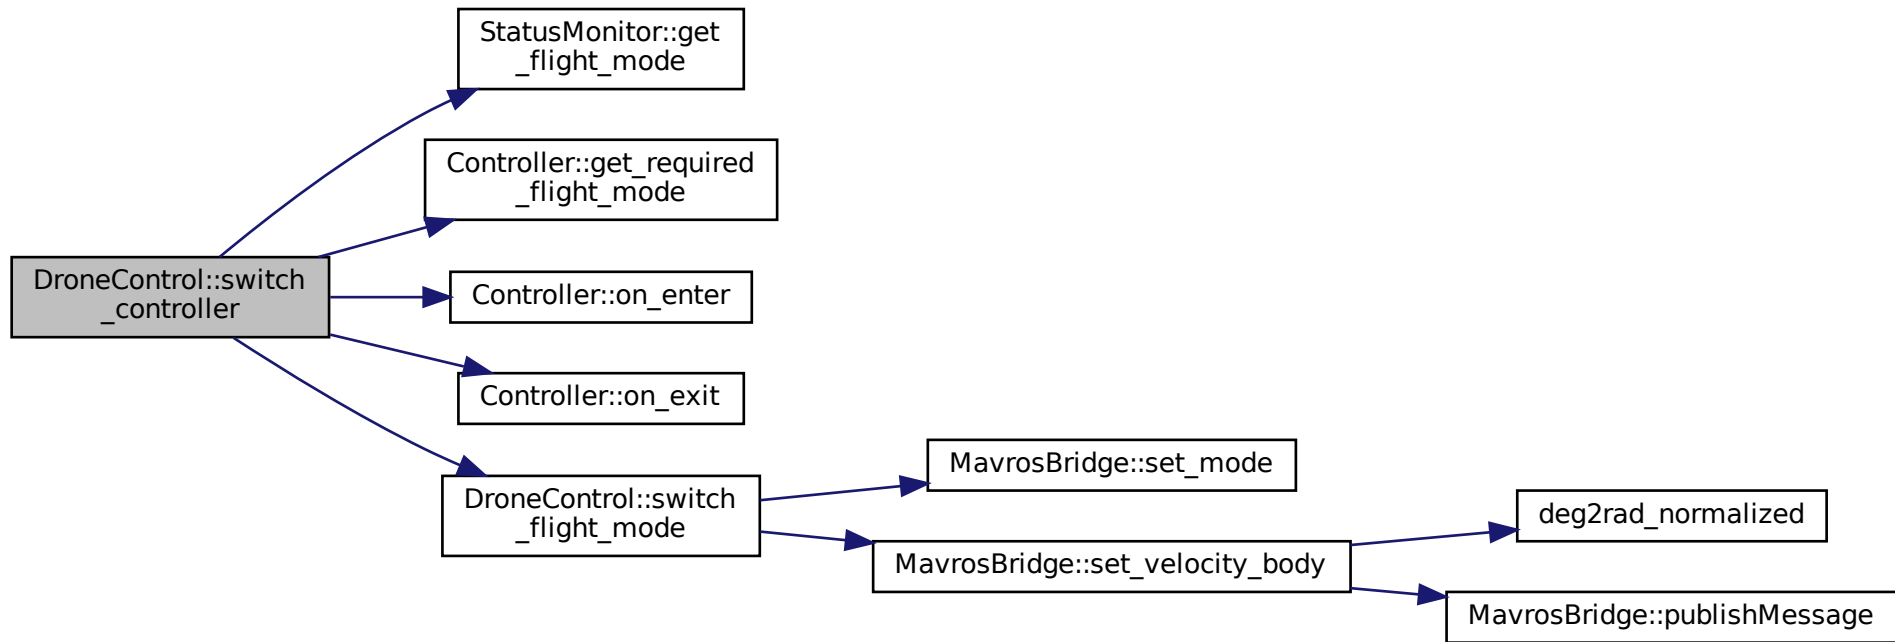 StatusMonitor::get
_flight_mode
Controller::get_required
_flight_mode
DroneControl::switch
_controller
Controller::on_enter
Controller::on_exit
DroneControl::switch
_flight_mode
MavrosBridge::set_mode
MavrosBridge::set_velocity_body
deg2rad_normalized
MavrosBridge::publishMessage